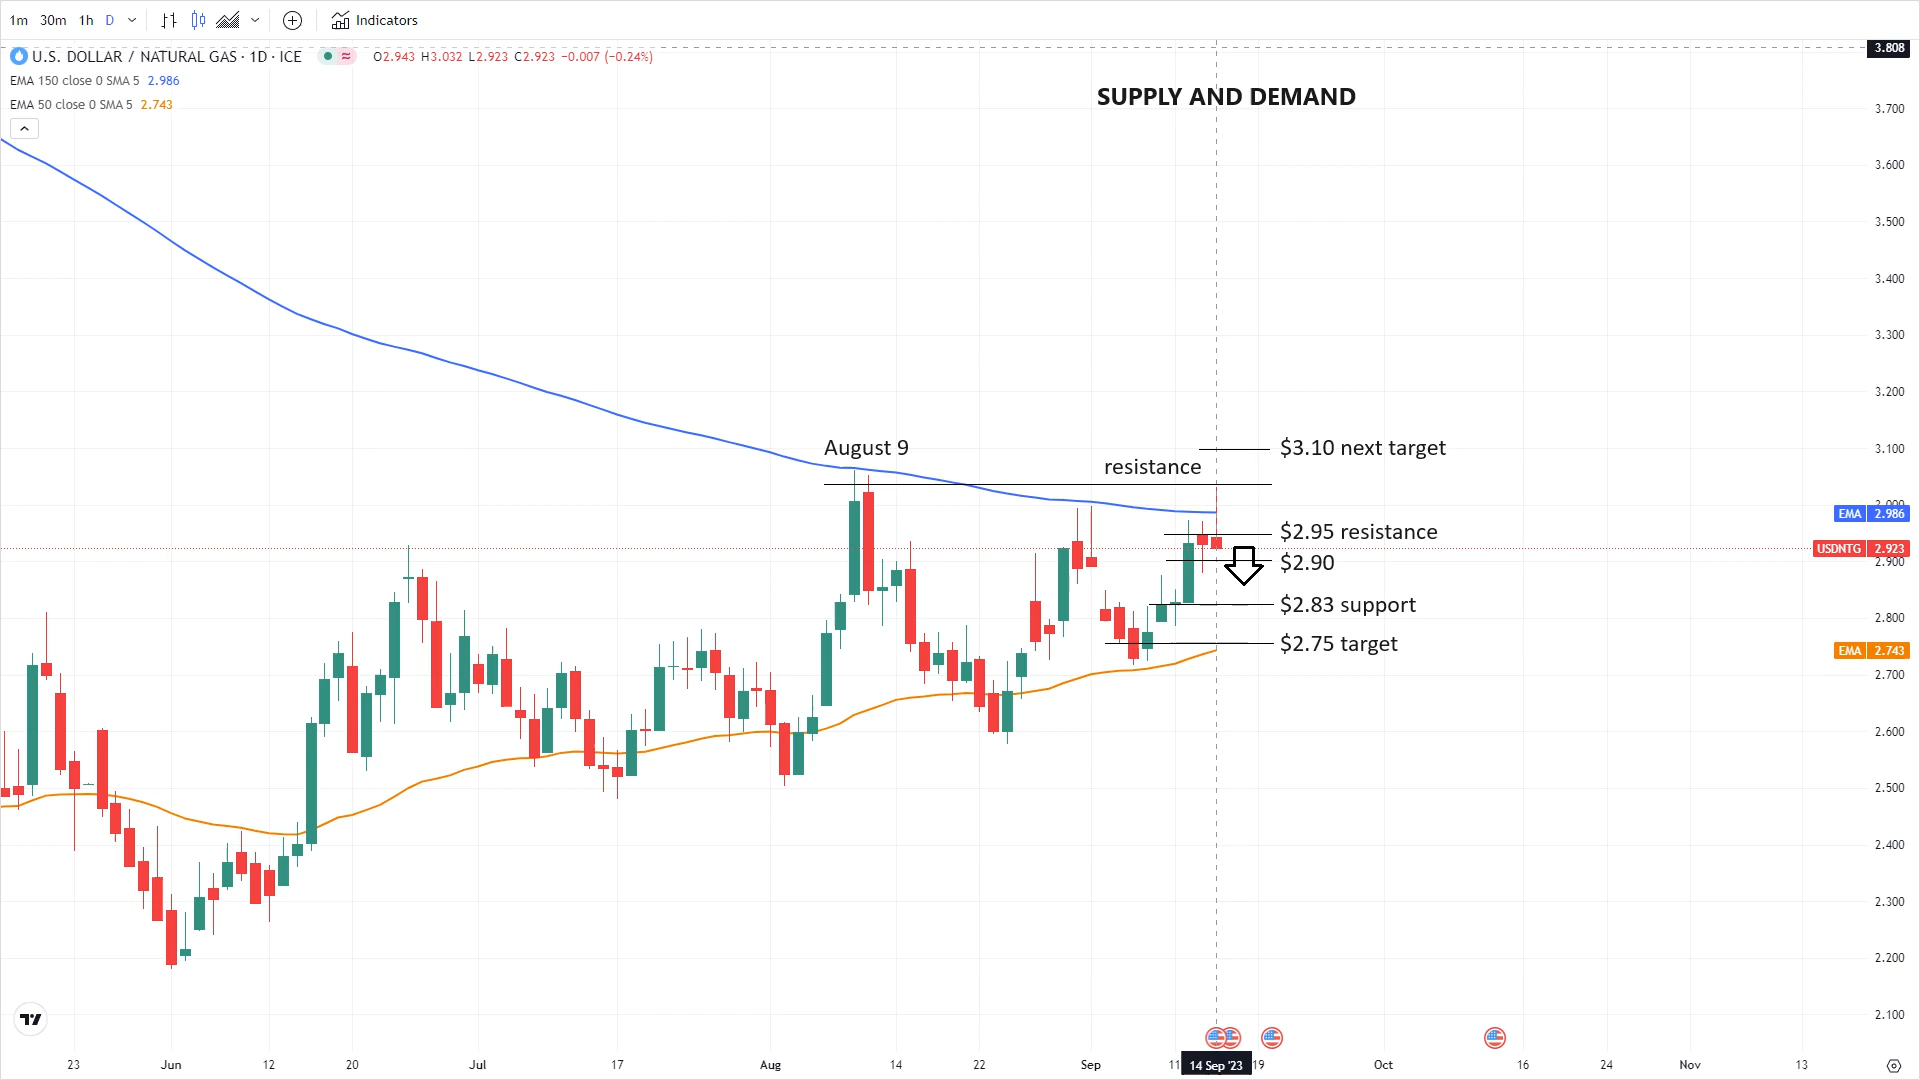 1m 30m 1h D Indicators
U.S. DOLLAR / NATURAL GAS · 1D · ICE O2.943 H3.032 L2.923 C2.923 −0.007 (−0.24%)
EMA 150 close 0 SMA 5 2.986
EMA 50 close 0 SMA 5 2.743
SUPPLY AND DEMAND
August 9
resistance
$3.10 next target
$2.95 resistance
$2.90
$2.83 support
$2.75 target
3.808
3.700
3.600
3.500
3.400
3.300
3.200
3.100
3.000
EMA 2.986
USDNTG 2.923
2.900
2.800
EMA 2.743
2.700
2.600
2.500
2.400
2.300
2.200
2.100
23 Jun 12 20 Jul 17 Aug 14 22 Sep 11 14 Sep '23 19 Oct 16 24 Nov 13